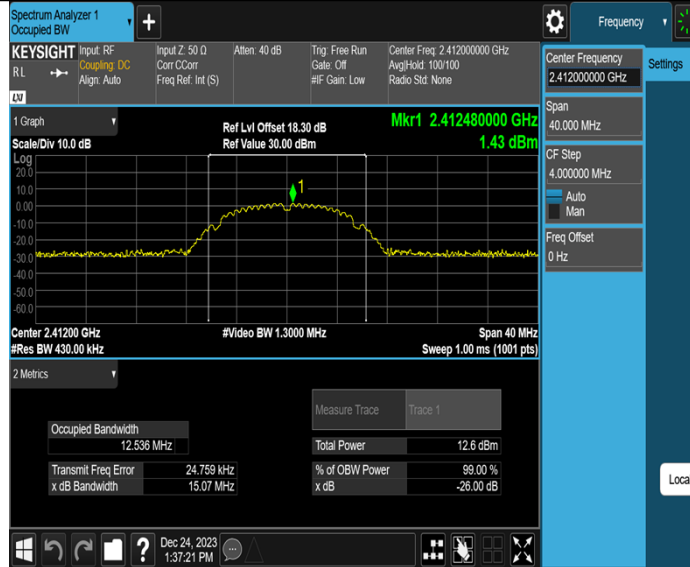 Spectrum Analyzer 1
Occupied BW
+
Frequency
KEYSIGHT
RL
LXI
Input: RF
Coupling: DC
Align: Auto
Input Z: 50 Ω
Corr CCorr
Freq Ref: Int (S)
Atten: 40 dB
Trig: Free Run
Gate: Off
#IF Gain: Low
Center Freq: 2.412000000 GHz
Avg|Hold: 100/100
Radio Std: None
Center Frequency
2.412000000 GHz
Settings
Span
40.000 MHz
CF Step
4.000000 MHz
Auto
Man
Freq Offset
0 Hz
1 Graph
Scale/Div 10.0 dB
Ref Lvl Offset 18.30 dB
Ref Value 30.00 dBm
Mkr1 2.412480000 GHz
1.43 dBm
Log
20.0
10.0
0.00
-10.0
-20.0
-30.0
-40.0
-50.0
-60.0
1
Center 2.41200 GHz
#Res BW 430.00 kHz
#Video BW 1.3000 MHz
Span 40 MHz
Sweep 1.00 ms (1001 pts)
2 Metrics
Measure Trace
Trace 1
Occupied Bandwidth
12.536 MHz
Total Power
12.6 dBm
Transmit Freq Error
24.759 kHz
% of OBW Power
99.00 %
x dB Bandwidth
15.07 MHz
x dB
-26.00 dB
Loca
?
Dec 24, 2023
1:37:21 PM